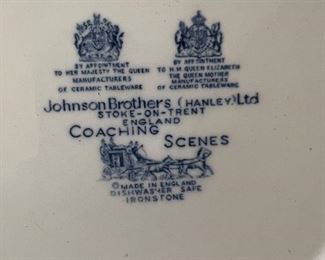 BY APPOINTMENT
TO HER MAJESTY THE QUEEN
MANUFACTURERS
OF CERAMIC TABLEWARE
BY APPOINTMENT
TO H.M. QUEEN ELIZABETH
THE QUEEN MOTHER
MANUFACTURERS
OF CERAMIC TABLEWARE
Johnson Brothers (HANLEY) Ltd
STOKE-ON-TRENT
ENGLAND
COACHING
SCENES
© MADE IN ENGLAND
DISHWASHER SAFE
IRONSTONE